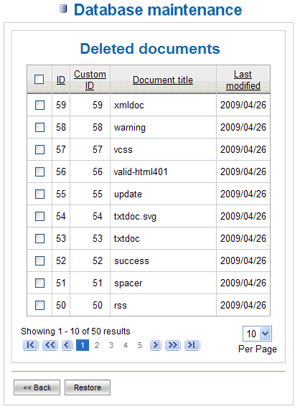 Database maintenance
Deleted documents
ID Custom ID Document title Last modified
59 59 xmldoc 2009/04/26
58 58 warning 2009/04/26
57 57 vcss 2009/04/26
56 56 valid-html401 2009/04/26
55 55 update 2009/04/26
54 54 txtdoc.svg 2009/04/26
53 53 txtdoc 2009/04/26
52 52 success 2009/04/26
51 51 spacer 2009/04/26
50 50 rss 2009/04/26
Showing 1 - 10 of 50 results
1 2 3 4 5
10
Per Page
<< Back Restore